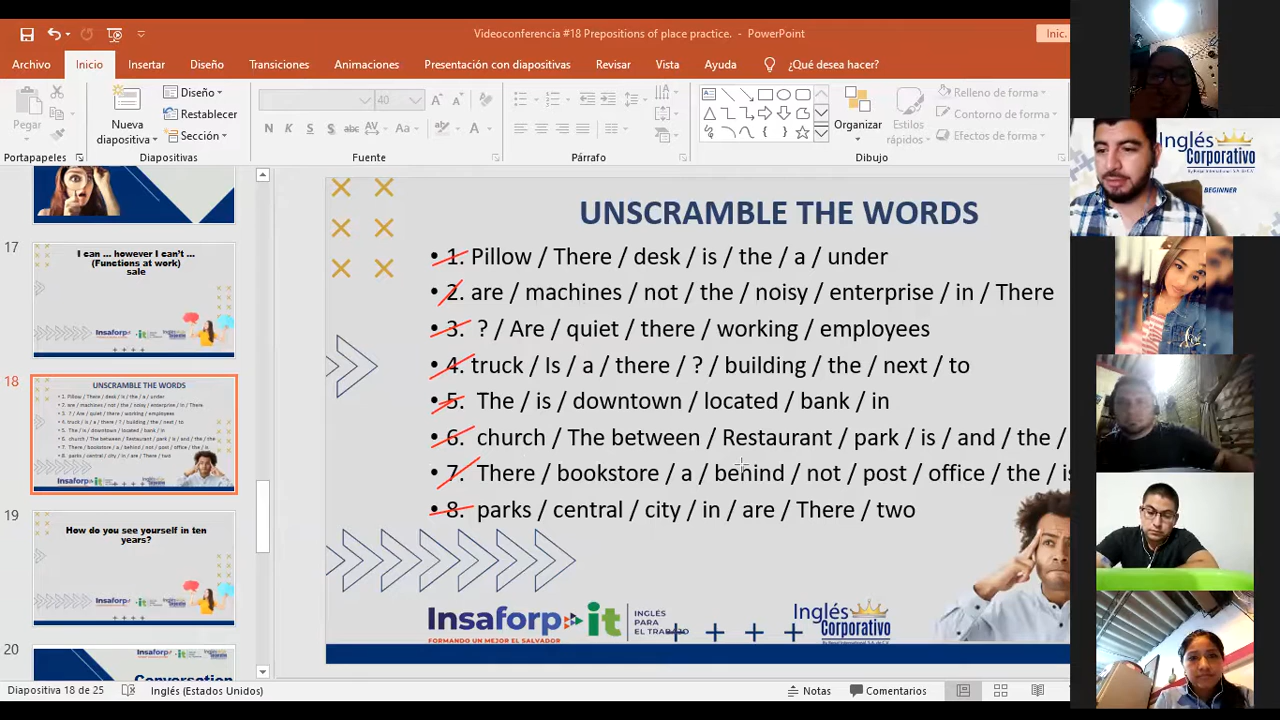 Videoconferencia #18 Prepositions of place practice. - PowerPoint
Inic.
Archivo Inicio Insertar Diseño Transiciones Animaciones Presentación con diapositivas Revisar Vista Ayuda ¿Qué desea hacer?
Pegar
Nueva diapositiva
Diseño
Restablecer
Sección
40
N K S S abc AV Aa
Organizar
Estilos rápidos
Relleno de forma
Contorno de forma
Efectos de forma
Portapapeles Diapositivas Fuente Párrafo Dibujo
17
I can ... however I can't ...
(Functions at work)
sale
18
UNSCRAMBLE THE WORDS
19
How do you see yourself in ten
years?
20
Conversation
UNSCRAMBLE THE WORDS
• 1. Pillow / There / desk / is / the / a / under
• 2. are / machines / not / the / noisy / enterprise / in / There
• 3. ? / Are / quiet / there / working / employees
• 4. truck / Is / a / there / ? / building / the / next / to
• 5. The / is / downtown / located / bank / in
• 6. church / The between / Restaurant / park / is / and / the /
• 7. There / bookstore / a / behind / not / post / office / the / is
• 8. parks / central / city / in / are / There / two
Insaforp it INGLÉS PARA EL TRABAJO
FORMANDO UN MEJOR EL SALVADOR
Inglés Corporativo
Diapositiva 18 de 25 Inglés (Estados Unidos) Notas Comentarios
Inglés
Corporativo
BEGINNER